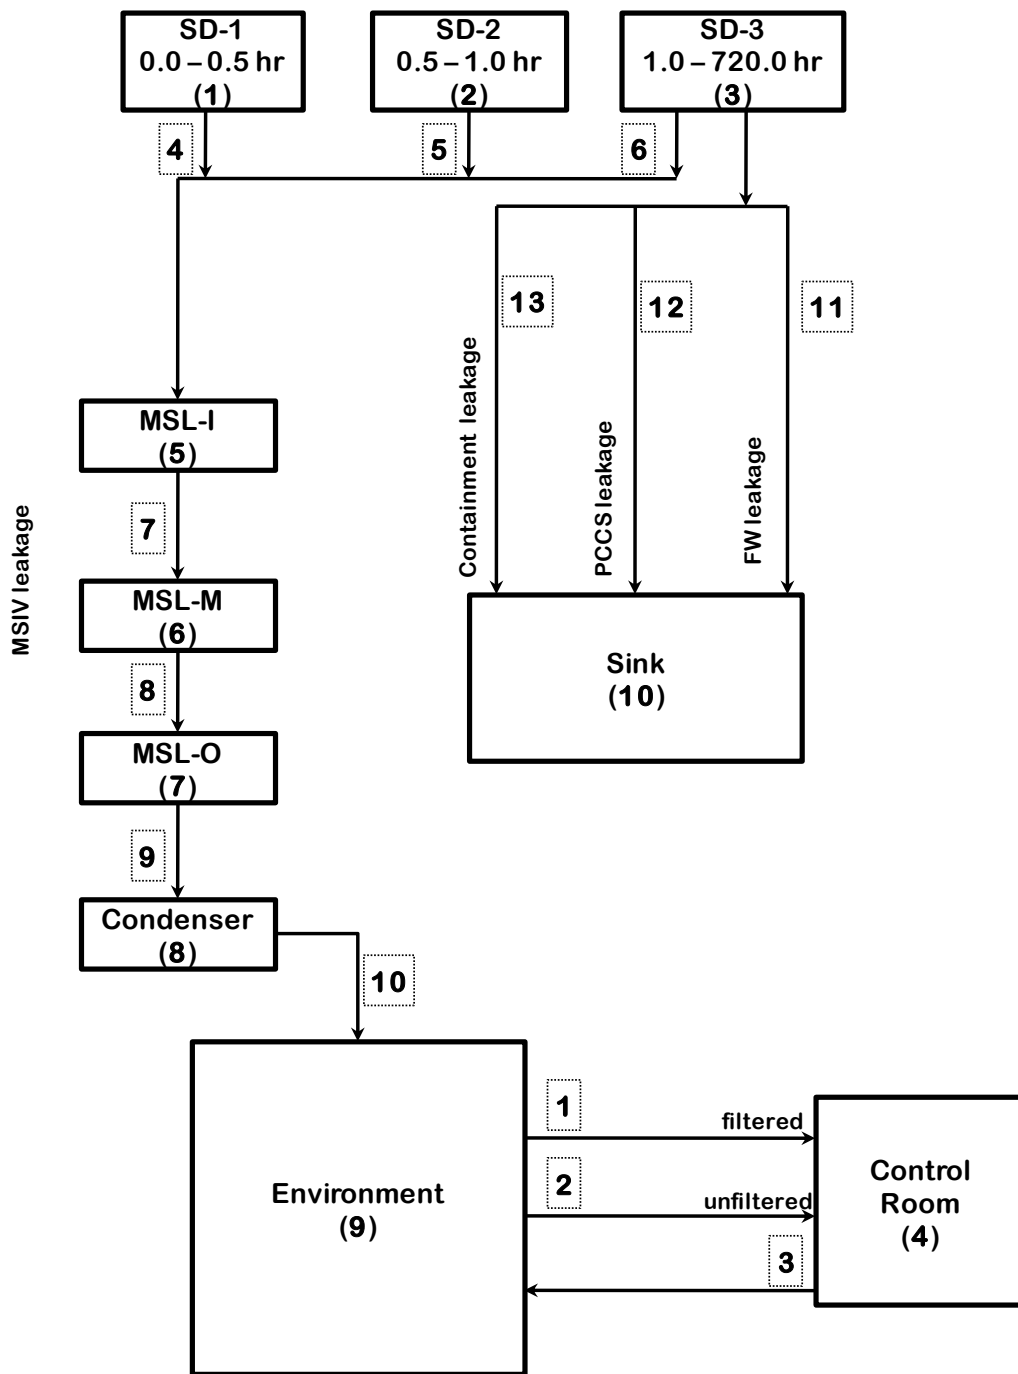 SD-1
0.0 – 0.5 hr
(1)
SD-2
0.5 – 1.0 hr
(2)
SD-3
1.0 – 720.0 hr
(3)
4
5
6
13
12
11
Containment leakage
PCCS leakage
FW leakage
MSL-I
(5)
7
MSIV leakage
MSL-M
(6)
8
MSL-O
(7)
9
Sink
(10)
Condenser
(8)
10
Environment
(9)
1
filtered
2
unfiltered
3
Control
Room
(4)